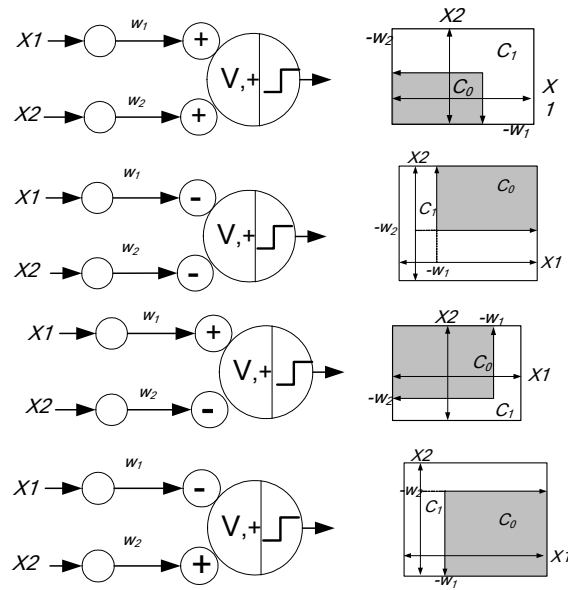 X1 w1 + V,+
X2 w2 +
X2
-w2 C1
C0 X 1
-w1
X1 w1 - V,+
X2 w2 -
X2
C0
C1
-w2
X1
-w1
X1 w1 + V,+
X2 w2 -
X2 -w1
C0 X1
-w2
C1
X1 w1 - V,+
X2 w2 +
X2
-w2 C1
C0
X1
-w1